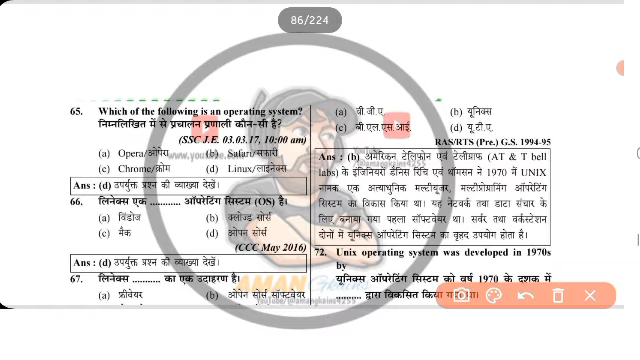 86/224
65. Which of the following is an operating system?
निम्नलिखित में से प्रचालन प्रणाली कौन-सी है?
(SSC J.E. 03.03.17, 10:00 am)
(a) Opera/ओपेरा (b) Safari/सफारी
(c) Chrome/क्रोम (d) Linux/लाइनेक्स
Ans : (d) उपर्युक्त प्रश्न की व्याख्या देखें।
66. लिनेक्स एक ........... ऑपरेटिंग सिस्टम (OS) है।
(a) विंडोज (b) क्लोज्ड सोर्स
(c) मैक (d) ओपन सोर्स
(CCC May 2016)
Ans : (d) उपर्युक्त प्रश्न की व्याख्या देखें।
67. लिनेक्स .......... का एक उदाहरण है।
(a) फ्रीवेयर (b) ओपेन सोर्स सॉफ्टवेयर
(a) वी.जी.ए. (b) यूनिक्स
(c) बी.एल.एस.आई. (d) यू.टी.ए.
RAS/RTS (Pre.) G.S. 1994-95
Ans : (b) अमेरिकन टेलिफोन एवं टेलीग्राफ (AT & T bell
labs) के इंजिनियरों डेनिस रिचि एवं थॉमसन ने 1970 में UNIX
नामक एक अत्याधुनिक मल्टीयूजर, मल्टीप्रोग्रामिंग ऑपरेटिंग
सिस्टम का विकास किया था। यह नेटवर्क तथा डाटा संचार के
लिए बनाया गया पहला सॉफ्टवेयर था। सर्वर तथा वर्कस्टेशन
दोनों में यूनिक्स ऑपरेटिंग सिस्टम का वृहद उपयोग होता है।
72. Unix operating system was developed in 1970s
by
यूनिक्स ऑपरेटिंग सिस्टम को वर्ष 1970 के दशक में
.......... द्वारा विकसित किया
AMAN
YouTube/@amangkains4255